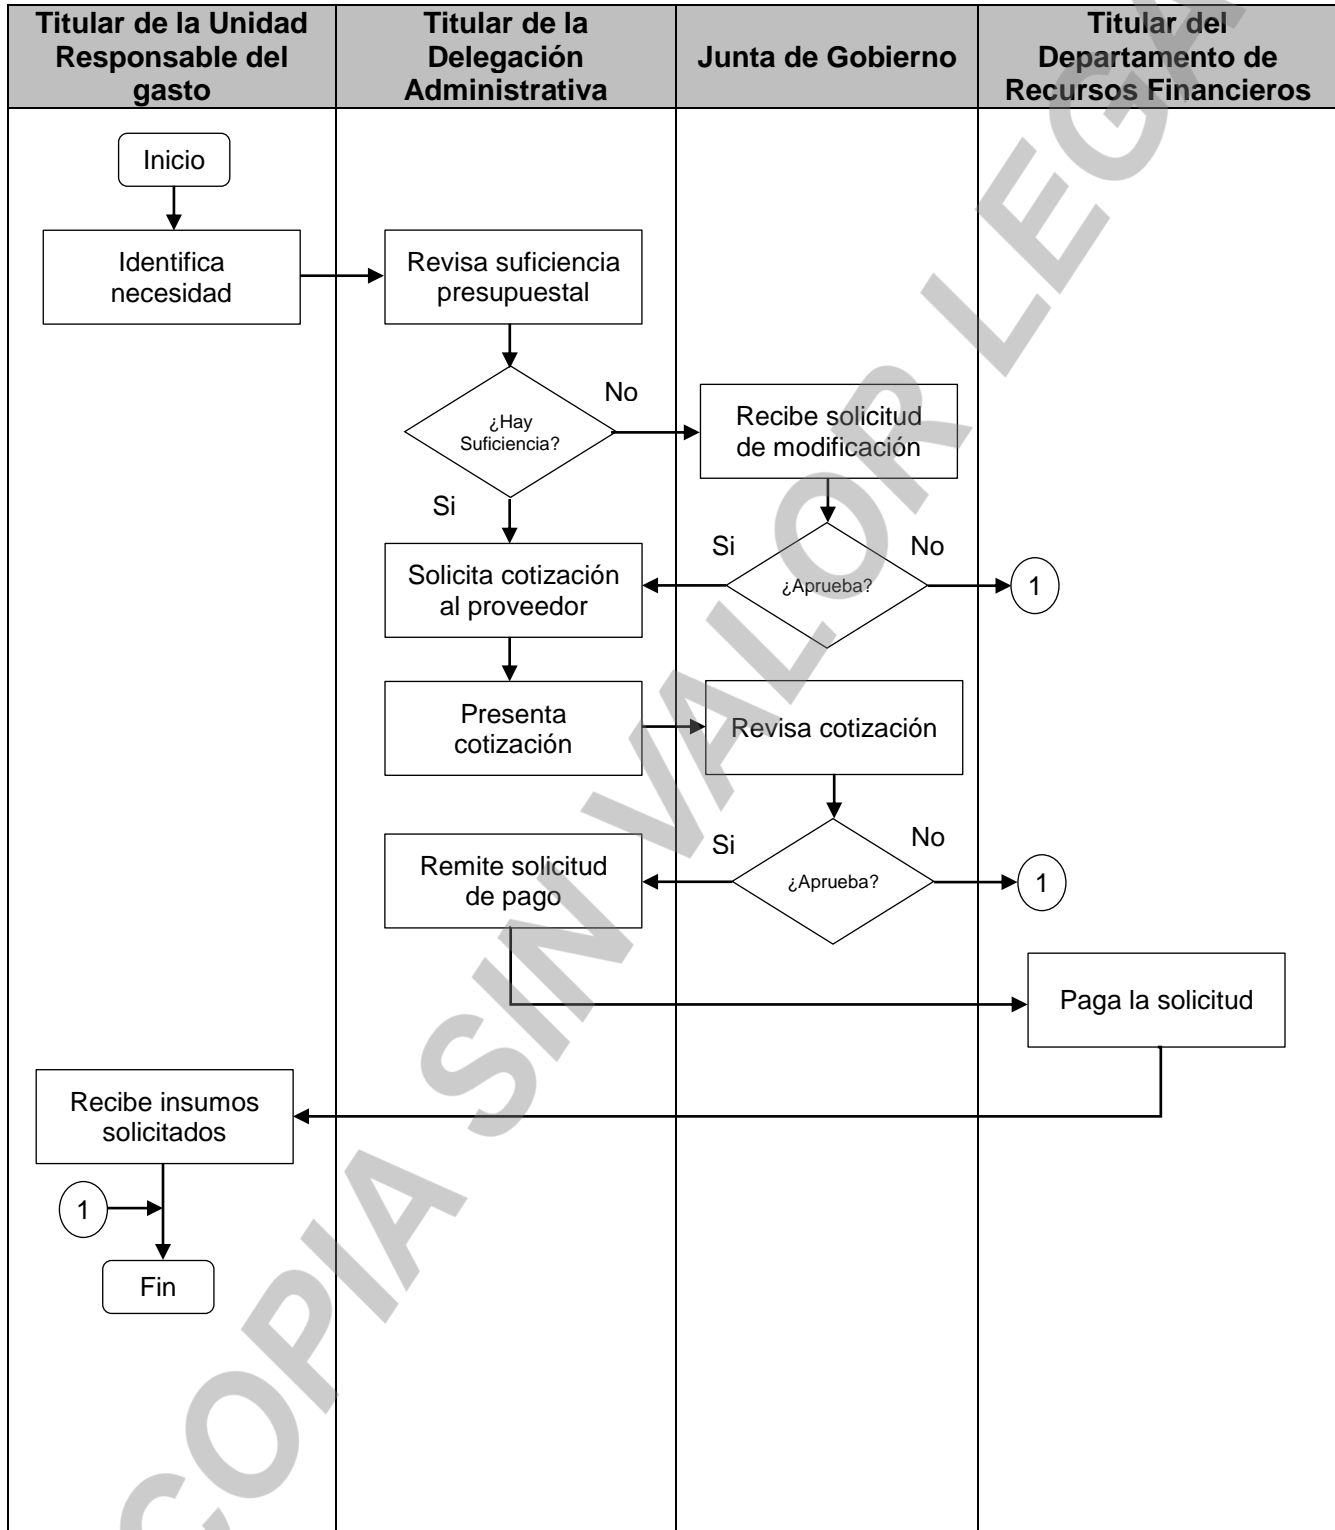 Titular de la Unidad
Responsable del
gasto
Titular de la
Delegación
Administrativa
Junta de Gobierno
Titular del
Departamento de
Recursos Financieros
Inicio
Identifica
necesidad
Revisa suficiencia
presupuestal
¿Hay
Suficiencia?
No
Si
Recibe solicitud
de modificación
Si
¿Aprueba?
No
1
Solicita cotización
al proveedor
Presenta
cotización
Revisa cotización
Si
¿Aprueba?
No
1
Remite solicitud
de pago
Paga la solicitud
Recibe insumos
solicitados
1
Fin
COPIA SIN VALOR LEGA